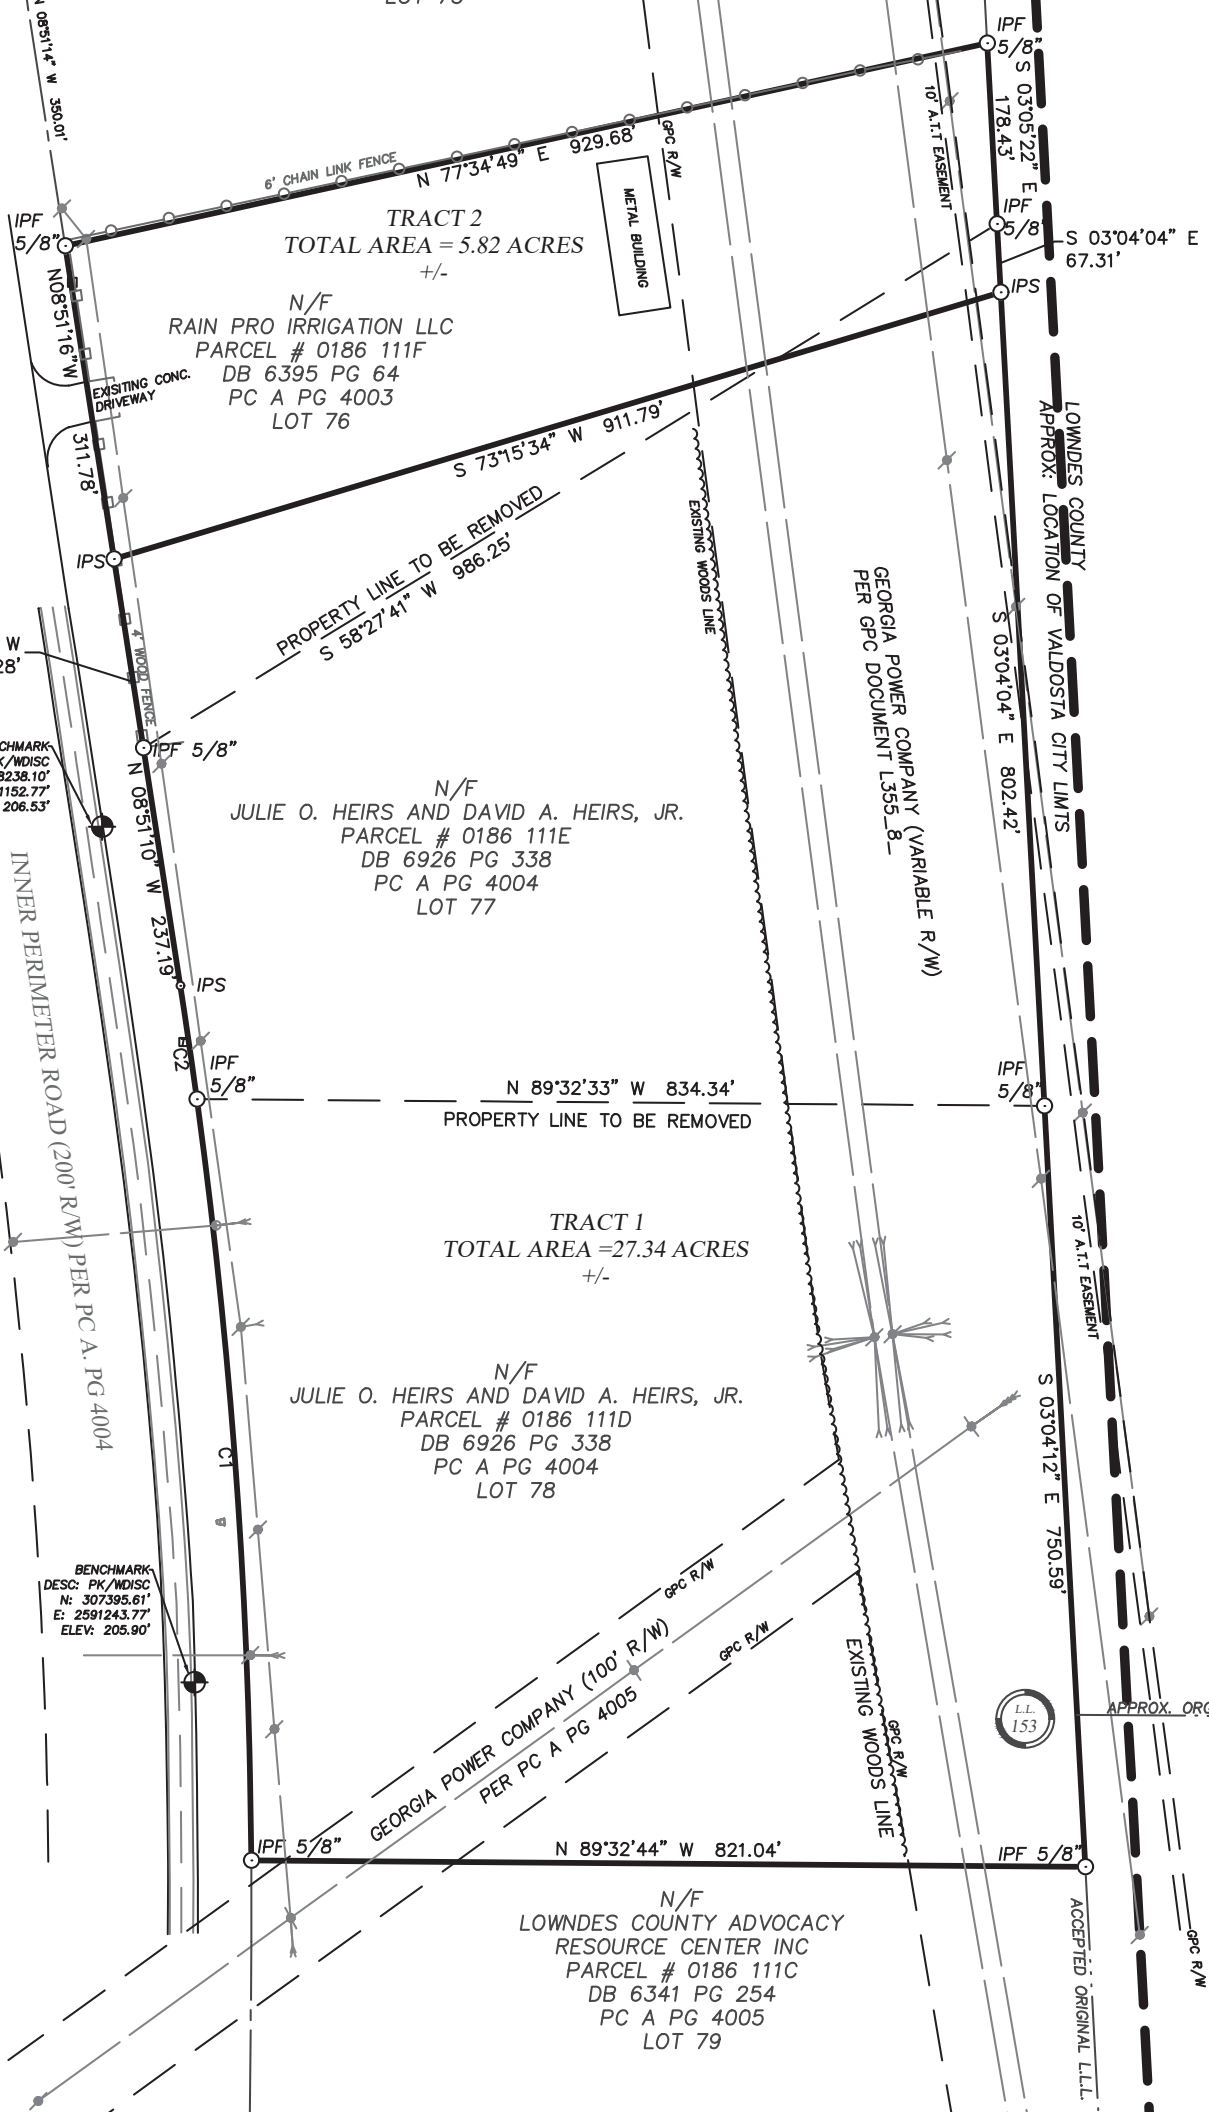 N 08°51'14" W 350.01'
IPF
5/8"
S 03°05'22" E
178.43'
10' A.T.T EASEMENT
GPC R/W
N 77°34'49" E 929.68'
6' CHAIN LINK FENCE
METAL BUILDING
IPF
5/8"
TRACT 2
TOTAL AREA = 5.82 ACRES
+/-
IPF
5/8"
S 03°04'04" E
67.31'
IPS
N08°51'16"W
311.78'
N/F
RAIN PRO IRRIGATION LLC
PARCEL # 0186 111F
DB 6395 PG 64
PC A PG 4003
LOT 76
EXISITING CONC.
DRIVEWAY
S 73°15'34" W 911.79'
LOWNDES COUNTY
APPROX: LOCATION OF VALDOSTA CITY LIMTS
PROPERTY LINE TO BE REMOVED
S 58°27'41" W 986.25'
EXISTING WOODS LINE
IPS
GEORGIA POWER COMPANY (VARIABLE R/W)
PER GPC DOCUMENT L355_8_
S 03°04'04" E 802.42'
W
28'
4' WOOD FENCE
IPF 5/8"
CHMARK
K/WDISC
8238.10'
1152.77'
206.53'
N 08°51'10" W 237.19'
N/F
JULIE O. HEIRS AND DAVID A. HEIRS, JR.
PARCEL # 0186 111E
DB 6926 PG 338
PC A PG 4004
LOT 77
INNER PERIMETER ROAD (200' R/W) PER PC A. PG 4004
IPS
C2
IPF
5/8"
N 89°32'33" W 834.34'
PROPERTY LINE TO BE REMOVED
IPF
5/8"
TRACT 1
TOTAL AREA =27.34 ACRES
+/-
10' A.T.T EASEMENT
N/F
JULIE O. HEIRS AND DAVID A. HEIRS, JR.
PARCEL # 0186 111D
DB 6926 PG 338
PC A PG 4004
LOT 78
S 03°04'12" E 750.59'
C1
BENCHMARK
DESC: PK/WDISC
N: 307395.61'
E: 2591243.77'
ELEV: 205.90'
GPC R/W
GPC R/W
GEORGIA POWER COMPANY (100' R/W)
PER PC A PG 4005
EXISTING WOODS LINE
GPC R/W
L.L.
153
APPROX. ORG
IPF 5/8"
N 89°32'44" W 821.04'
IPF 5/8"
N/F
LOWNDES COUNTY ADVOCACY
RESOURCE CENTER INC
PARCEL # 0186 111C
DB 6341 PG 254
PC A PG 4005
LOT 79
ACCEPTED ORIGINAL L.L.L.
GPC R/W